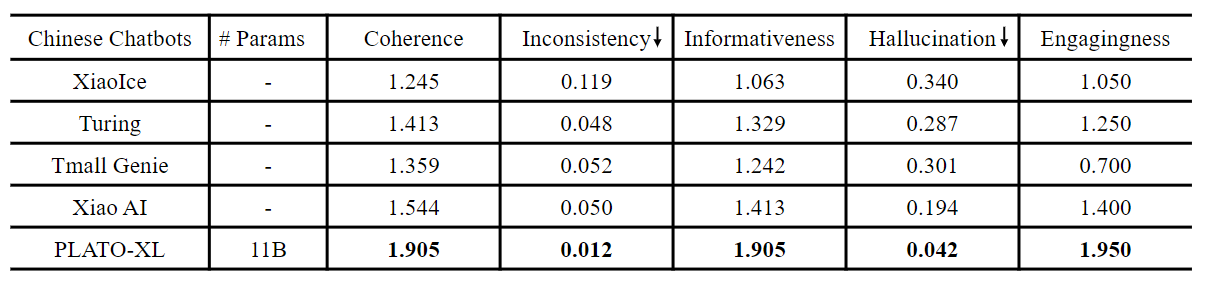 Chinese Chatbots # Params Coherence Inconsistency↓ Informativeness Hallucination↓ Engagingness
XiaoIce - 1.245 0.119 1.063 0.340 1.050
Turing - 1.413 0.048 1.329 0.287 1.250
Tmall Genie - 1.359 0.052 1.242 0.301 0.700
Xiao AI - 1.544 0.050 1.413 0.194 1.400
PLATO-XL 11B 1.905 0.012 1.905 0.042 1.950